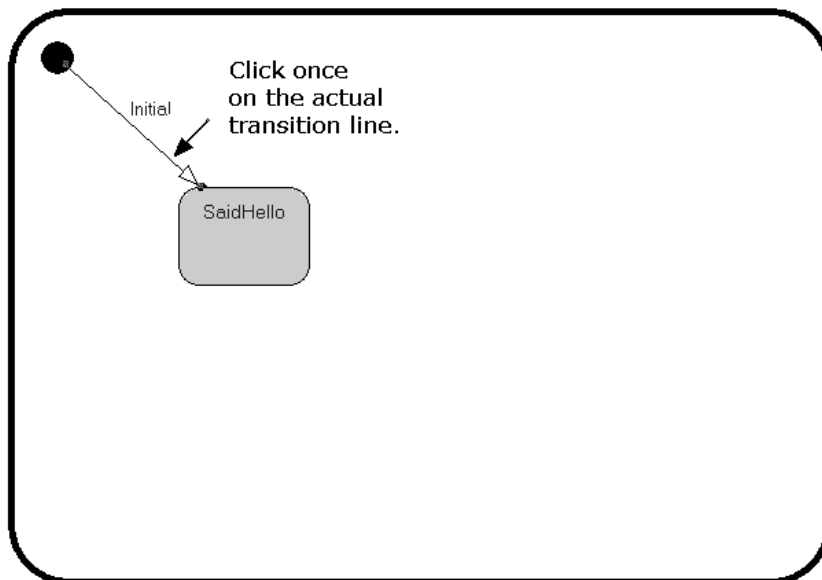 Click once
on the actual
transition line.
Initial
SaidHello